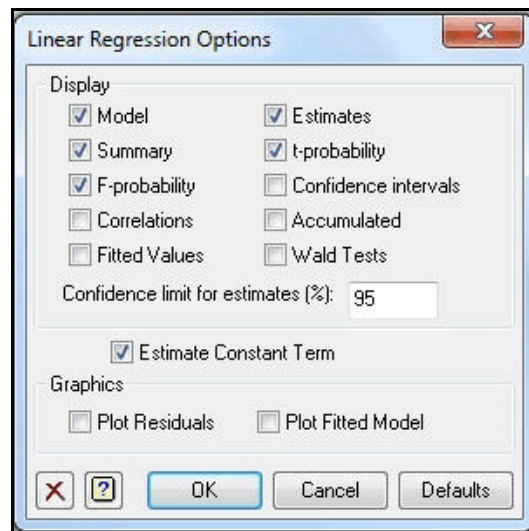 Linear Regression Options
Display
Model Estimates
Summary t-probability
F-probability Confidence intervals
Correlations Accumulated
Fitted Values Wald Tests
Confidence limit for estimates (%): 95
Estimate Constant Term
Graphics
Plot Residuals Plot Fitted Model
OK Cancel Defaults